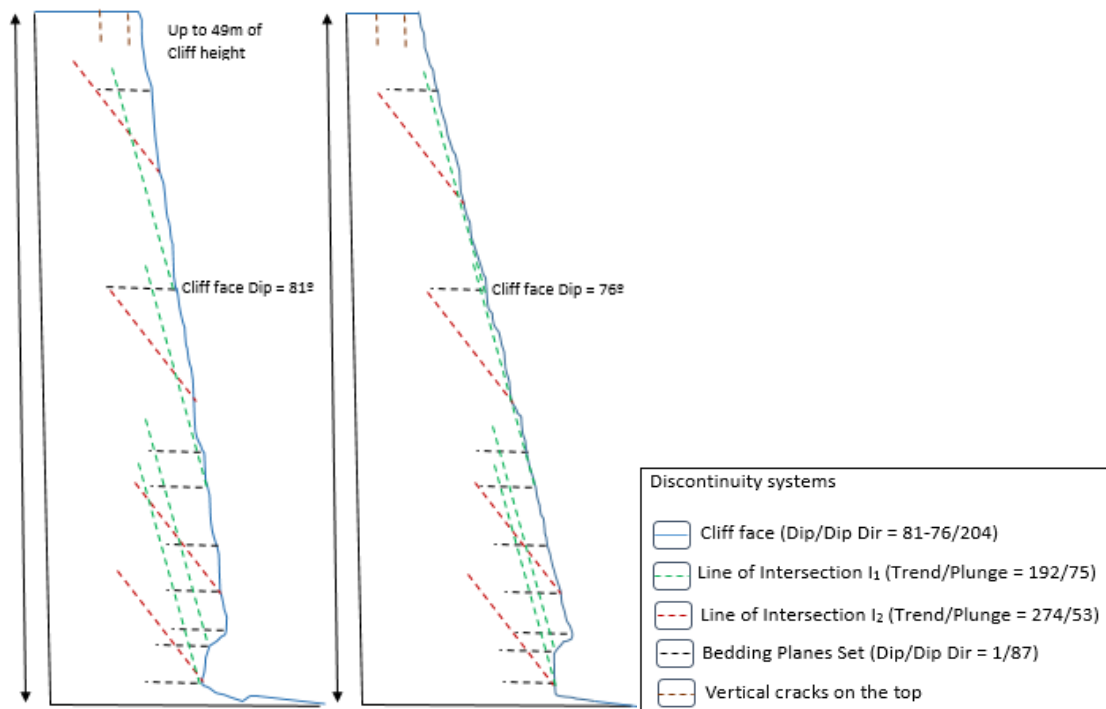 Up to 49m of
Cliff height
Cliff face Dip = 81º
Cliff face Dip = 76º
Discontinuity systems
Cliff face (Dip/Dip Dir = 81-76/204)
Line of Intersection I₁ (Trend/Plunge = 192/75)
Line of Intersection I₂ (Trend/Plunge = 274/53)
Bedding Planes Set (Dip/Dip Dir = 1/87)
Vertical cracks on the top